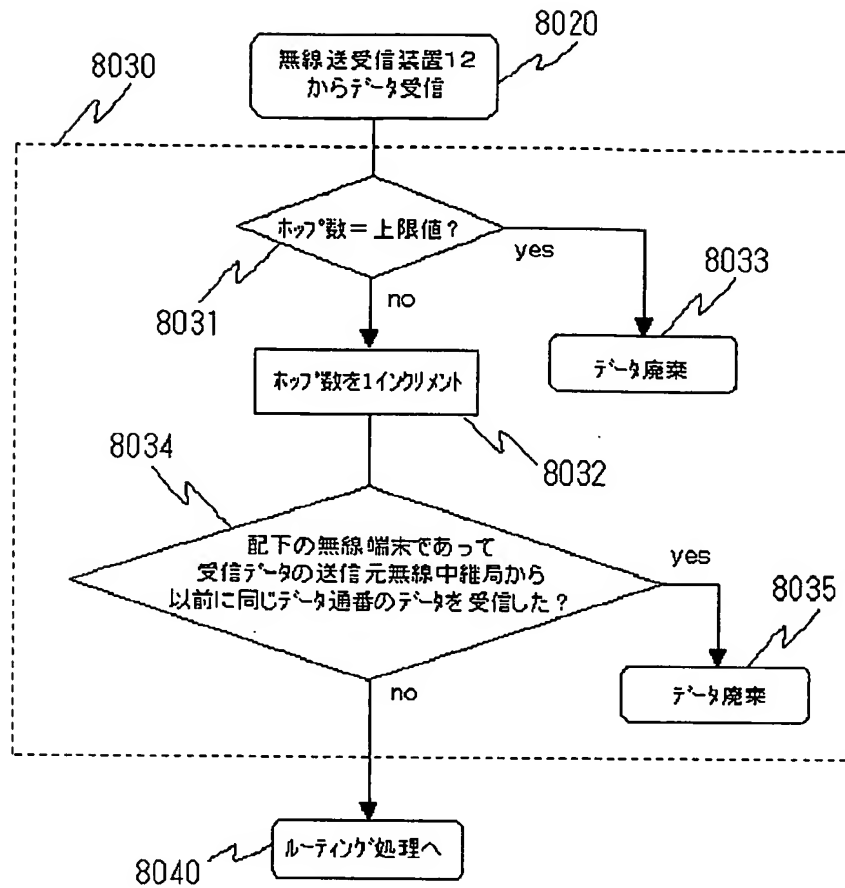 8020
8030
無線送受信装置12
からデータ受信
ホップ数=上限値?
yes
8033
8031
no
データ廃棄
ホップ数を1インクリメント
8034
8032
配下の無線端末であって
受信データの送信元無線中継局から
以前に同じデータ通番のデータを受信した?
yes
8035
データ廃棄
no
ルーティング処理へ
8040